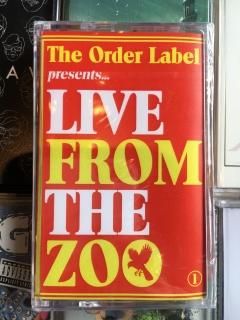 The Order Label
presents...
LIVE
FROM
THE
ZOO
1